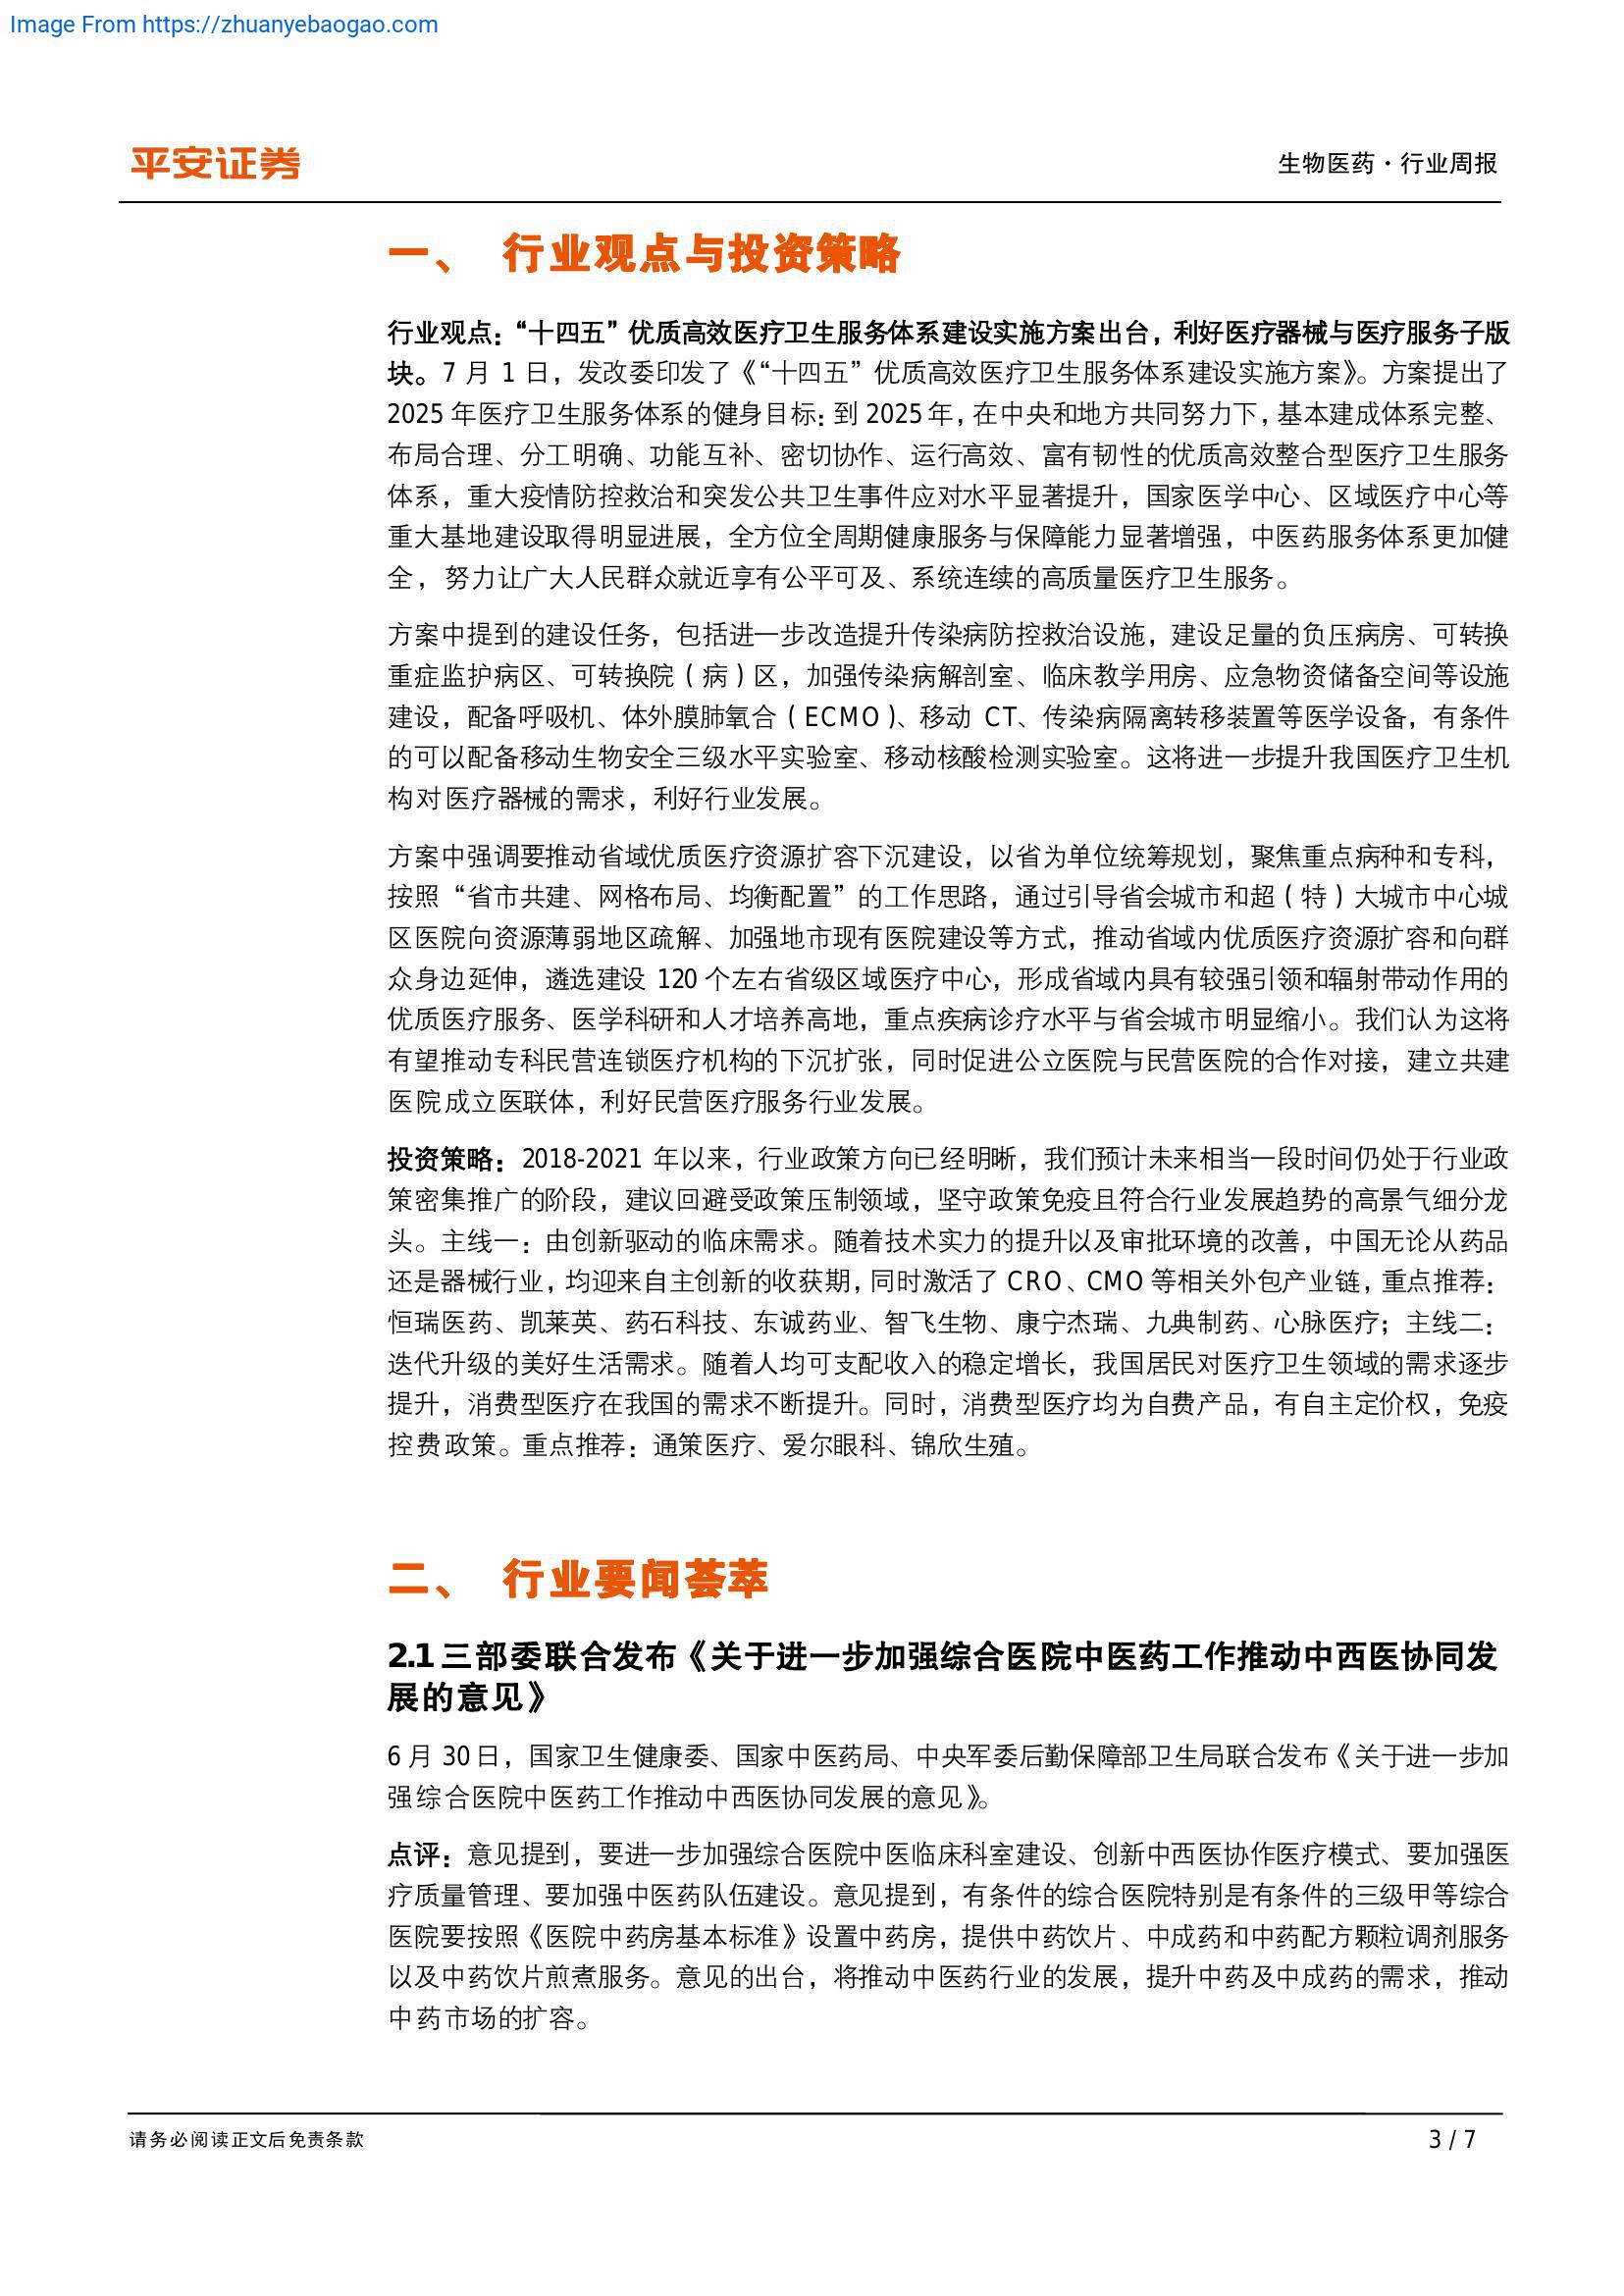 Image From https://zhuanyebaogao.com
平安证券
生物医药·行业周报
一、 行业观点与投资策略
行业观点：“十四五”优质高效医疗卫生服务体系建设实施方案出台，利好医疗器械与医疗服务子版
块。7 月 1 日，发改委印发了《“十四五”优质高效医疗卫生服务体系建设实施方案》。方案提出了
2025 年医疗卫生服务体系的健身目标：到 2025 年，在中央和地方共同努力下，基本建成体系完整、
布局合理、分工明确、功能互补、密切协作、运行高效、富有韧性的优质高效整合型医疗卫生服务
体系，重大疫情防控救治和突发公共卫生事件应对水平显著提升，国家医学中心、区域医疗中心等
重大基地建设取得明显进展，全方位全周期健康服务与保障能力显著增强，中医药服务体系更加健
全，努力让广大人民群众就近享有公平可及、系统连续的高质量医疗卫生服务。
方案中提到的建设任务，包括进一步改造提升传染病防控救治设施，建设足量的负压病房、可转换
重症监护病区、可转换院（病）区，加强传染病解剖室、临床教学用房、应急物资储备空间等设施
建设，配备呼吸机、体外膜肺氧合（ECMO）、移动 CT、传染病隔离转移装置等医学设备，有条件
的可以配备移动生物安全三级水平实验室、移动核酸检测实验室。这将进一步提升我国医疗卫生机
构对医疗器械的需求，利好行业发展。
方案中强调要推动省域优质医疗资源扩容下沉建设，以省为单位统筹规划，聚焦重点病种和专科，
按照“省市共建、网格布局、均衡配置”的工作思路，通过引导省会城市和超（特）大城市中心城
区医院向资源薄弱地区疏解、加强地市现有医院建设等方式，推动省域内优质医疗资源扩容和向群
众身边延伸，遴选建设 120 个左右省级区域医疗中心，形成省域内具有较强引领和辐射带动作用的
优质医疗服务、医学科研和人才培养高地，重点疾病诊疗水平与省会城市明显缩小。我们认为这将
有望推动专科民营连锁医疗机构的下沉扩张，同时促进公立医院与民营医院的合作对接，建立共建
医院成立医联体，利好民营医疗服务行业发展。
投资策略：2018-2021 年以来，行业政策方向已经明晰，我们预计未来相当一段时间仍处于行业政
策密集推广的阶段，建议回避受政策压制领域，坚守政策免疫且符合行业发展趋势的高景气细分龙
头。主线一：由创新驱动的临床需求。随着技术实力的提升以及审批环境的改善，中国无论从药品
还是器械行业，均迎来自主创新的收获期，同时激活了 CRO、CMO 等相关外包产业链，重点推荐：
恒瑞医药、凯莱英、药石科技、东诚药业、智飞生物、康宁杰瑞、九典制药、心脉医疗；主线二：
迭代升级的美好生活需求。随着人均可支配收入的稳定增长，我国居民对医疗卫生领域的需求逐步
提升，消费型医疗在我国的需求不断提升。同时，消费型医疗均为自费产品，有自主定价权，免疫
控费政策。重点推荐：通策医疗、爱尔眼科、锦欣生殖。
二、 行业要闻荟萃
2.1 三部委联合发布《关于进一步加强综合医院中医药工作推动中西医协同发
展的意见》
6 月 30 日，国家卫生健康委、国家中医药局、中央军委后勤保障部卫生局联合发布《关于进一步加
强综合医院中医药工作推动中西医协同发展的意见》。
点评：意见提到，要进一步加强综合医院中医临床科室建设、创新中西医协作医疗模式、要加强医
疗质量管理、要加强中医药队伍建设。意见提到，有条件的综合医院特别是有条件的三级甲等综合
医院要按照《医院中药房基本标准》设置中药房，提供中药饮片、中成药和中药配方颗粒调剂服务
以及中药饮片煎煮服务。意见的出台，将推动中医药行业的发展，提升中药及中成药的需求，推动
中药市场的扩容。
请务必阅读正文后免责条款
3 / 7